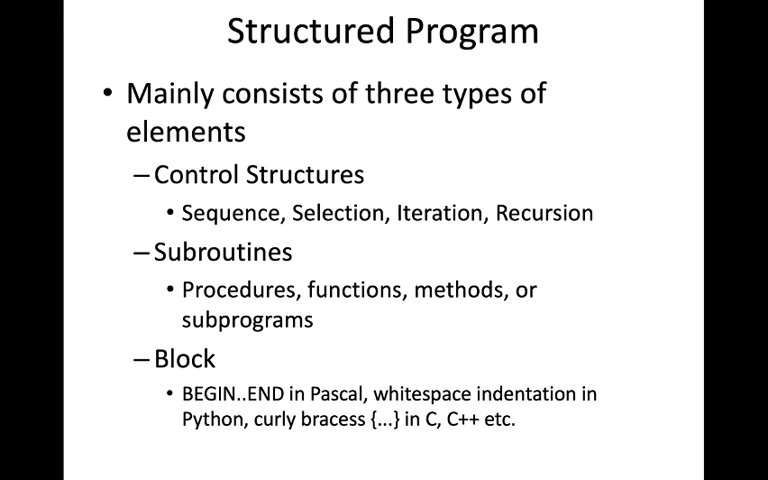 Structured Program
• Mainly consists of three types of
elements
–Control Structures
• Sequence, Selection, Iteration, Recursion
–Subroutines
• Procedures, functions, methods, or
subprograms
–Block
• BEGIN..END in Pascal, whitespace indentation in
Python, curly bracess {...} in C, C++ etc.